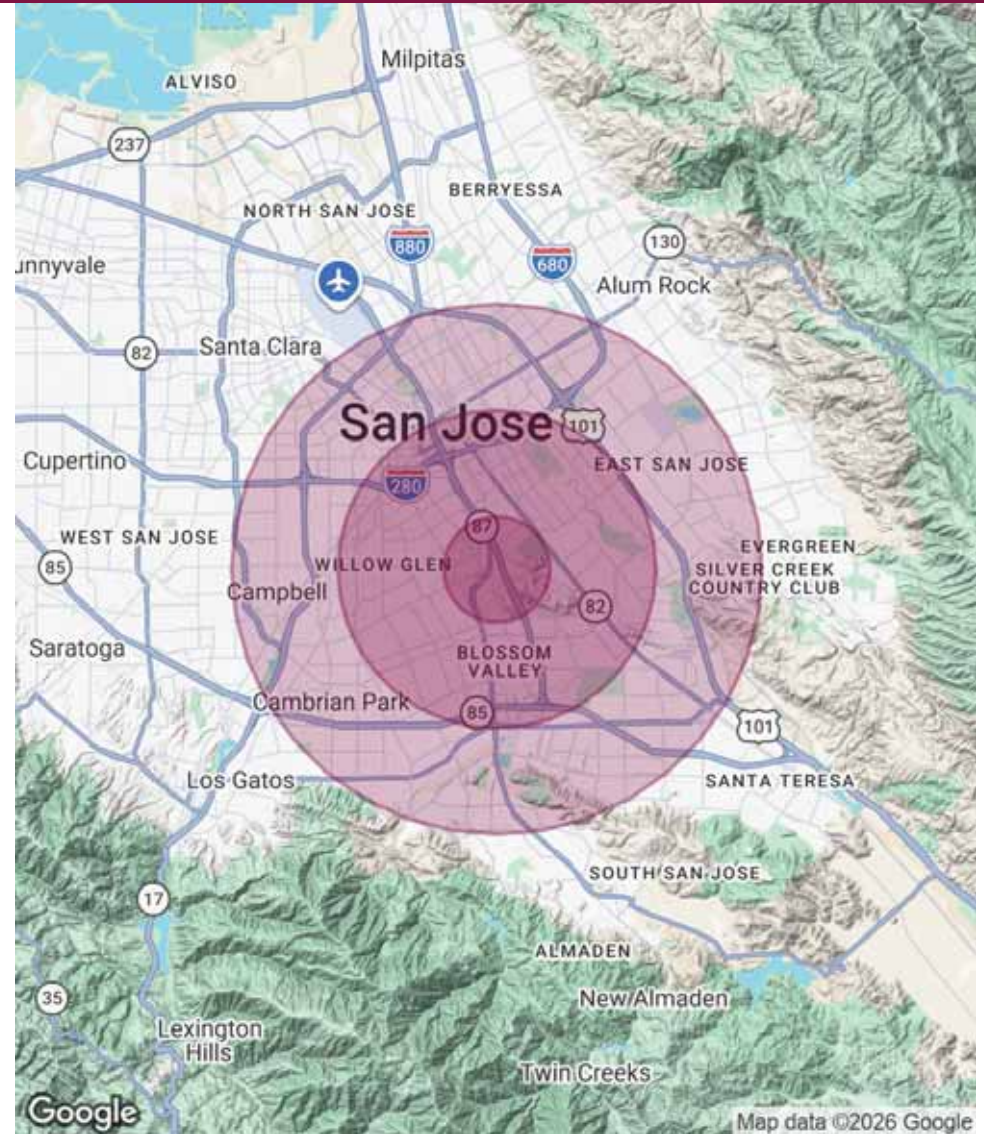 Milpitas
ALVISO
237
BERRYESSA
NORTH SAN JOSE
880
130
680
unnyvale
Alum Rock
82
Santa Clara
San Jose
101
Cupertino
EAST SAN JOSE
280
87
WEST SAN JOSE
EVERGREEN
85
WILLOW GLEN
SILVER CREEK
COUNTRY CLUB
Campbell
82
Saratoga
BLOSSOM
VALLEY
Cambrian Park
85
101
Los Gatos
SANTA TERESA
SOUTH SAN JOSE
17
ALMADEN
35
New Almaden
Lexington
Hills
Twin Creeks
Google
Map data ©2026 Google